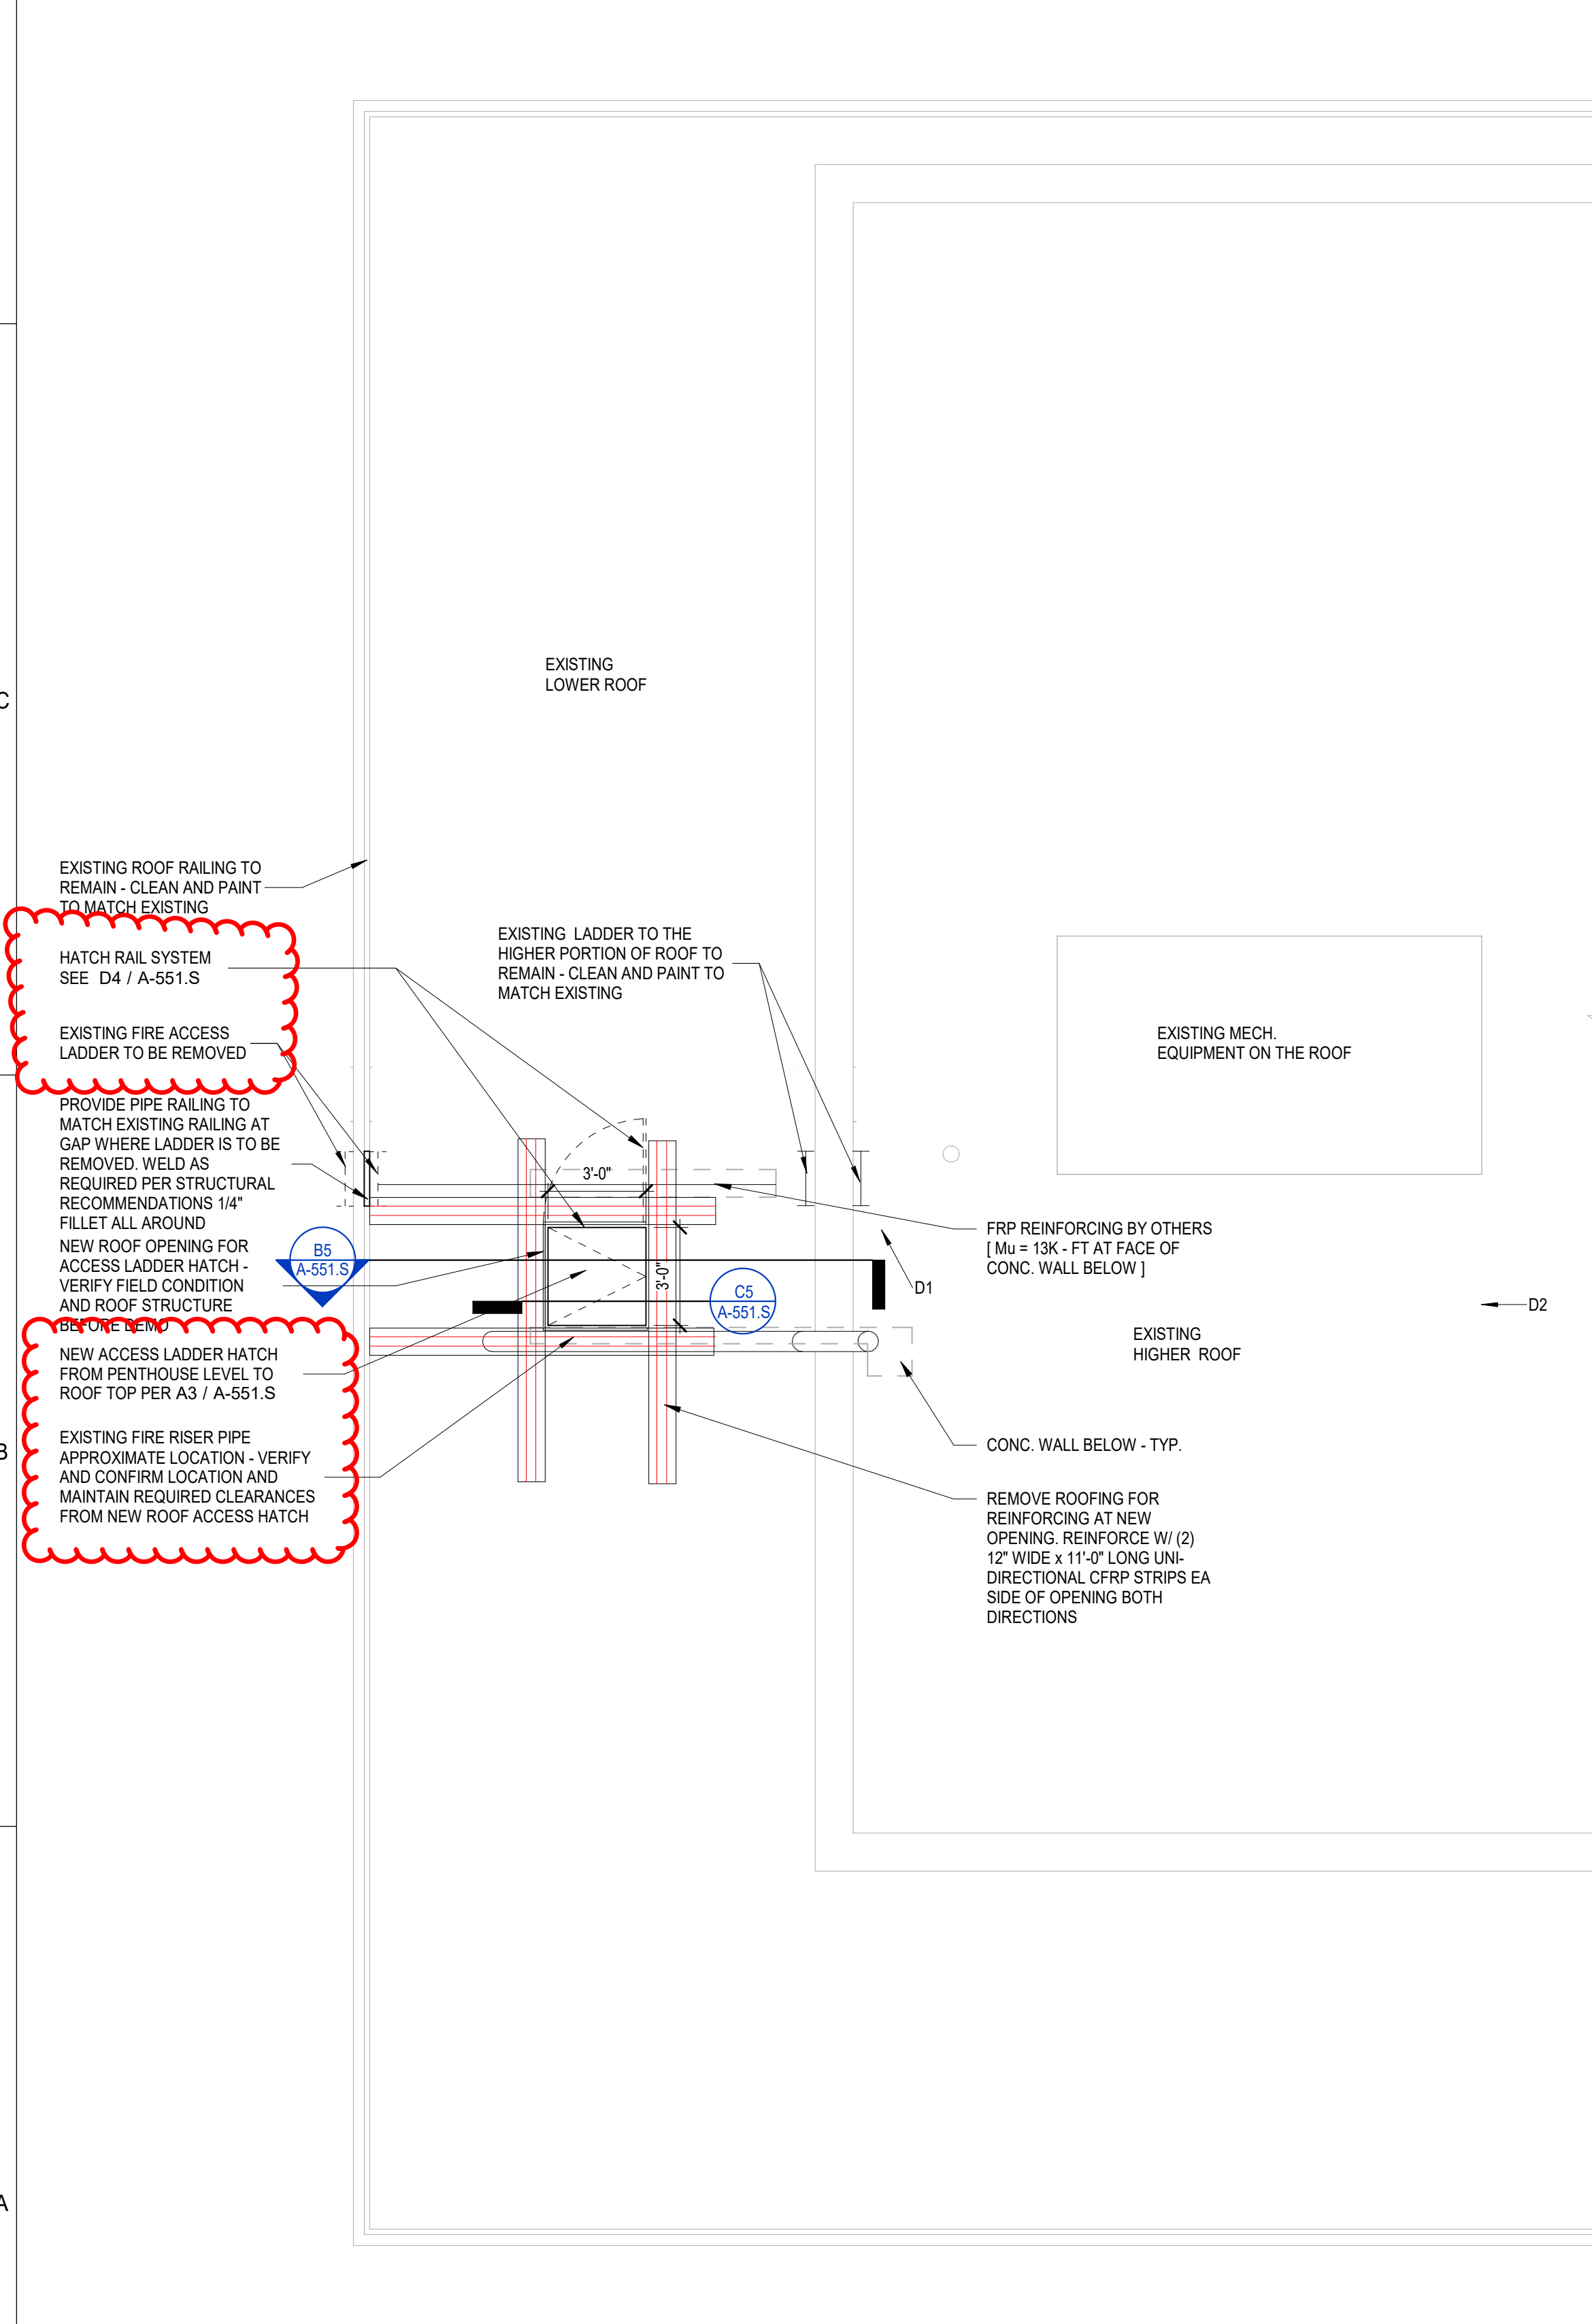 EXISTING
LOWER ROOF
C
EXISTING ROOF RAILING TO
REMAIN - CLEAN AND PAINT
TO MATCH EXISTING
HATCH RAIL SYSTEM
SEE D4 / A-551.S
EXISTING FIRE ACCESS
LADDER TO BE REMOVED
PROVIDE PIPE RAILING TO
MATCH EXISTING RAILING AT
GAP WHERE LADDER IS TO BE
REMOVED. WELD AS
REQUIRED PER STRUCTURAL
RECOMMENDATIONS 1/4"
FILLET ALL AROUND
NEW ROOF OPENING FOR
ACCESS LADDER HATCH -
VERIFY FIELD CONDITION
AND ROOF STRUCTURE
BEFORE DEMO
NEW ACCESS LADDER HATCH
FROM PENTHOUSE LEVEL TO
ROOF TOP PER A3 / A-551.S
EXISTING FIRE RISER PIPE
APPROXIMATE LOCATION - VERIFY
AND CONFIRM LOCATION AND
MAINTAIN REQUIRED CLEARANCES
FROM NEW ROOF ACCESS HATCH
B
EXISTING LADDER TO THE
HIGHER PORTION OF ROOF TO
REMAIN - CLEAN AND PAINT TO
MATCH EXISTING
EXISTING MECH.
EQUIPMENT ON THE ROOF
3'-0"
3'-0"
B5
A-551.S
C5
A-551.S
FRP REINFORCING BY OTHERS
[ Mu = 13K - FT AT FACE OF
CONC. WALL BELOW ]
D1
D2
EXISTING
HIGHER ROOF
CONC. WALL BELOW - TYP.
REMOVE ROOFING FOR
REINFORCING AT NEW
OPENING. REINFORCE W/ (2)
12" WIDE x 11'-0" LONG UNI-
DIRECTIONAL CFRP STRIPS EA
SIDE OF OPENING BOTH
DIRECTIONS
A